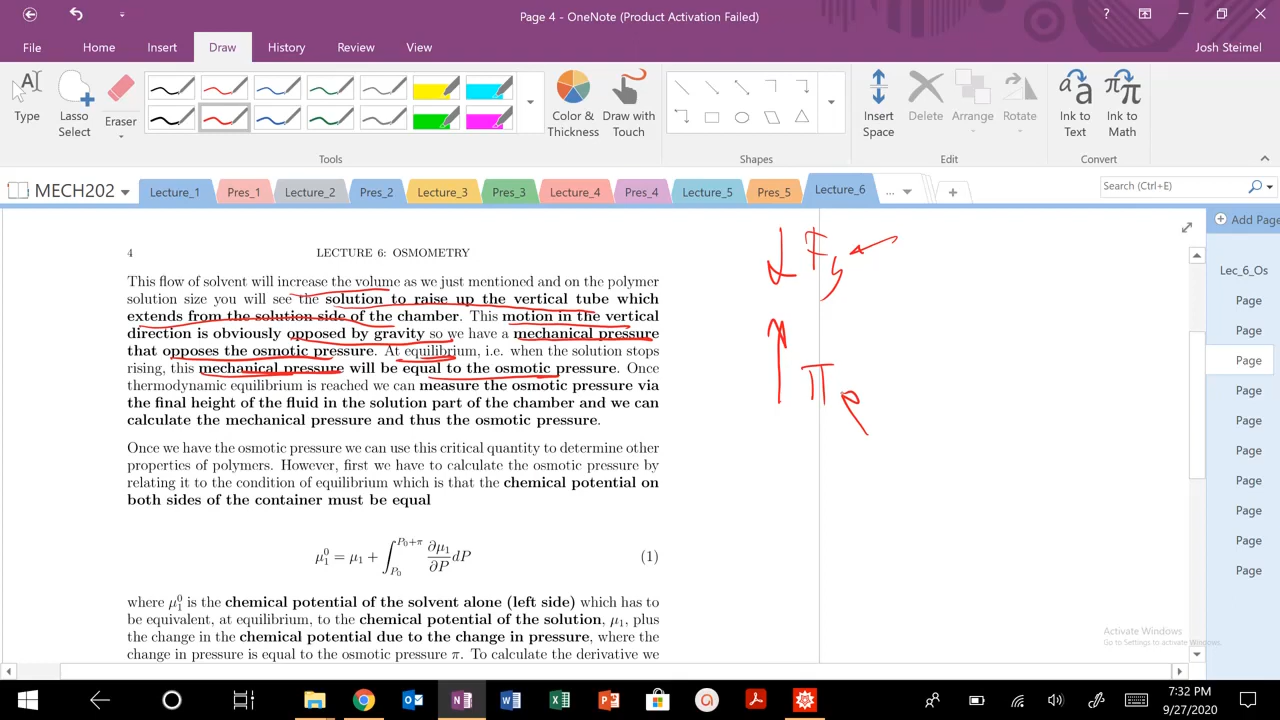 Page 4 - OneNote (Product Activation Failed)
?
File
Home
Insert
Draw
History
Review
View
Josh Steimel
Type
Lasso
Select
Eraser
Color &
Thickness
Draw with
Touch
Insert
Space
Delete
Arrange
Rotate
Ink to
Text
Ink to
Math
Tools
Shapes
Edit
Convert
MECH202
Lecture_1
Pres_1
Lecture_2
Pres_2
Lecture_3
Pres_3
Lecture_4
Pres_4
Lecture_5
Pres_5
Lecture_6
...
Search (Ctrl+E)
Add Page
Lec_6_Os
Page
Page
Page
Page
Page
Page
Page
Page
Page
Page
4 LECTURE 6: OSMOMETRY
This flow of solvent will increase the volume as we just mentioned and on the polymer
solution size you will see the solution to raise up the vertical tube which
extends from the solution side of the chamber. This motion in the vertical
direction is obviously opposed by gravity so we have a mechanical pressure
that opposes the osmotic pressure. At equilibrium, i.e. when the solution stops
rising, this mechanical pressure will be equal to the osmotic pressure. Once
thermodynamic equilibrium is reached we can measure the osmotic pressure via
the final height of the fluid in the solution part of the chamber and we can
calculate the mechanical pressure and thus the osmotic pressure.
Once we have the osmotic pressure we can use this critical quantity to determine other
properties of polymers. However, first we have to calculate the osmotic pressure by
relating it to the condition of equilibrium which is that the chemical potential on
both sides of the container must be equal
μ₁⁰ = μ₁ + ∫_{P₀}^{P₀+π} ∂μ₁/∂P dP (1)
where μ₁⁰ is the chemical potential of the solvent alone (left side) which has to
be equivalent, at equilibrium, to the chemical potential of the solution, μ₁, plus
the change in the chemical potential due to the change in pressure, where the
change in pressure is equal to the osmotic pressure π. To calculate the derivative we
↓ F_g
↑ π
Activate Windows
Go to Settings to activate Windows.
7:32 PM
9/27/2020